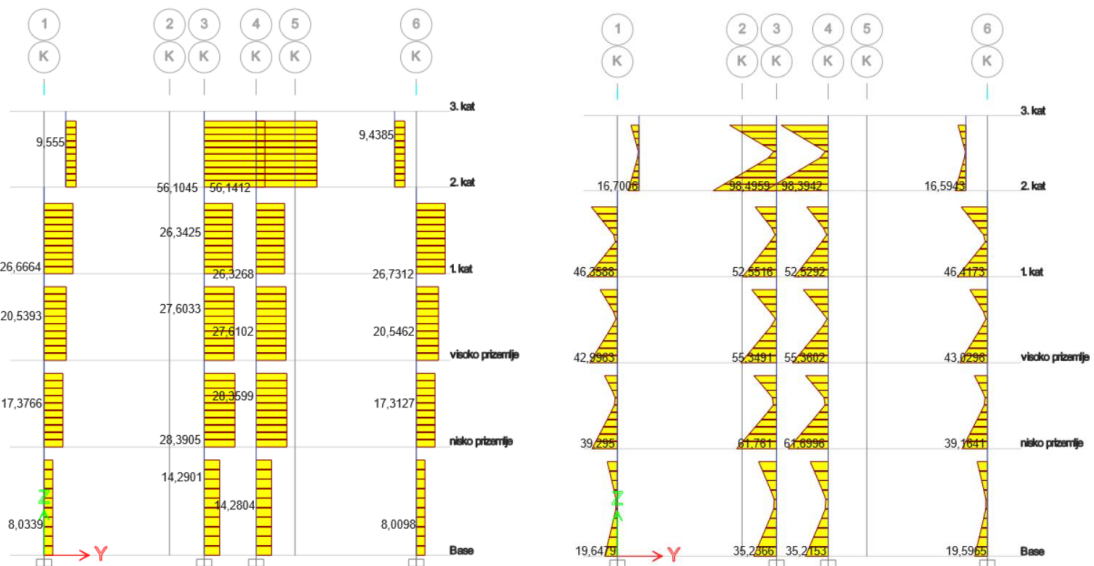 1 2 3 4 5 6
K K K K K K
3. kat
9,555 9,4385
2. kat
56,1045 56,1412
26,3425
26,6664 26,3268 26,7312 1. kat
27,6033
20,5393 27,6102 20,5462
visoko prizemlje
28,3599
17,3766 17,3127
28,3905 nisko prizemlje
14,2901
14,2804
Z
8,0339 8,0098
Y Base
1 2 3 4 5 6
K K K K K K
3. kat
16,7006 98,4959 98,3942 16,5943
2. kat
46,3588 52,5516 52,5292 46,4173 1. kat
42,9963 55,3491 55,3602 43,0296 visoko prizemlje
39,295 61,761 61,6996 39,1641 nisko prizemlje
Z
19,6479 35,2366 35,2153 19,5965 Base
Y